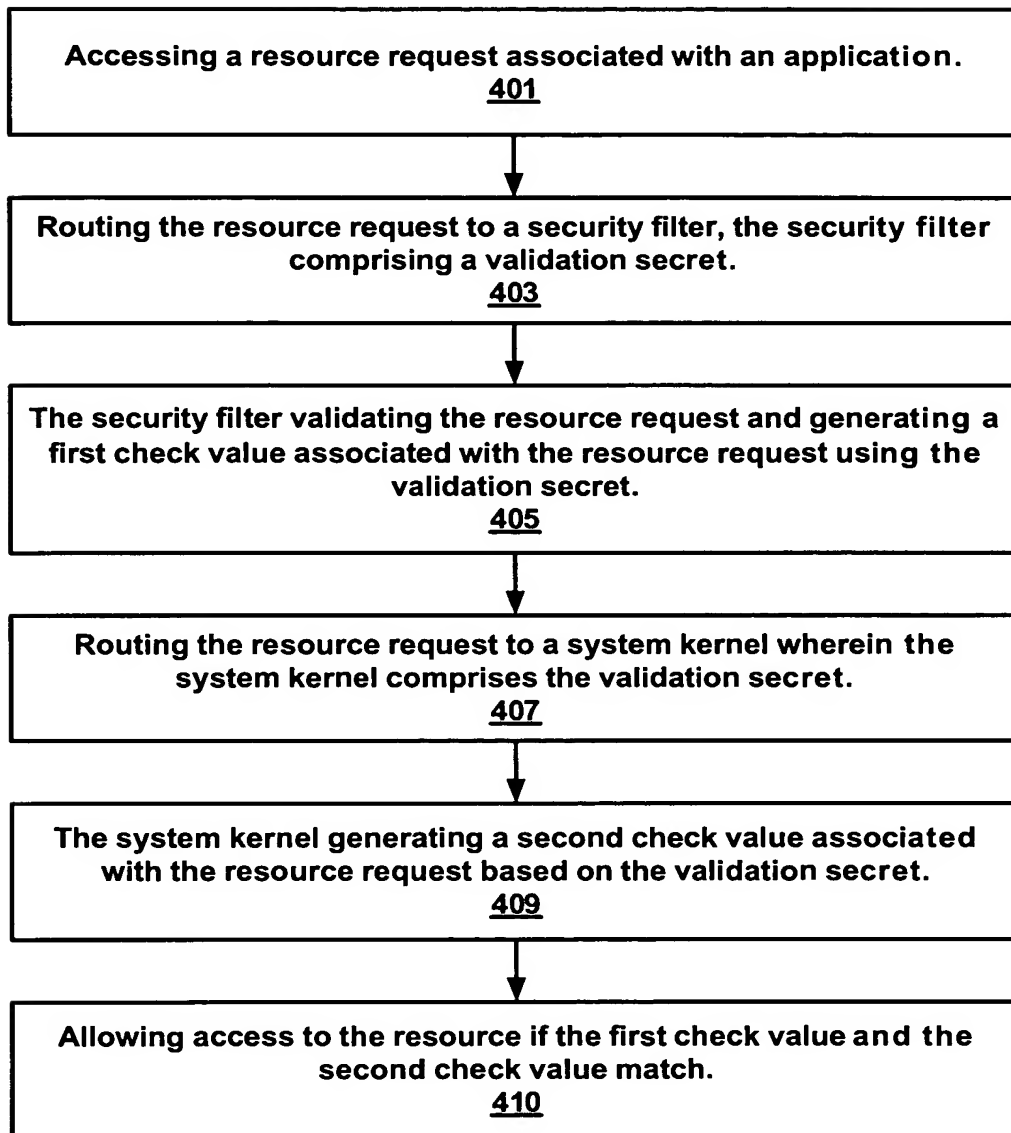 Accessing a resource request associated with an application.
401
Routing the resource request to a security filter, the security filter
comprising a validation secret.
403
The security filter validating the resource request and generating a
first check value associated with the resource request using the
validation secret.
405
Routing the resource request to a system kernel wherein the
system kernel comprises the validation secret.
407
The system kernel generating a second check value associated
with the resource request based on the validation secret.
409
Allowing access to the resource if the first check value and the
second check value match.
410